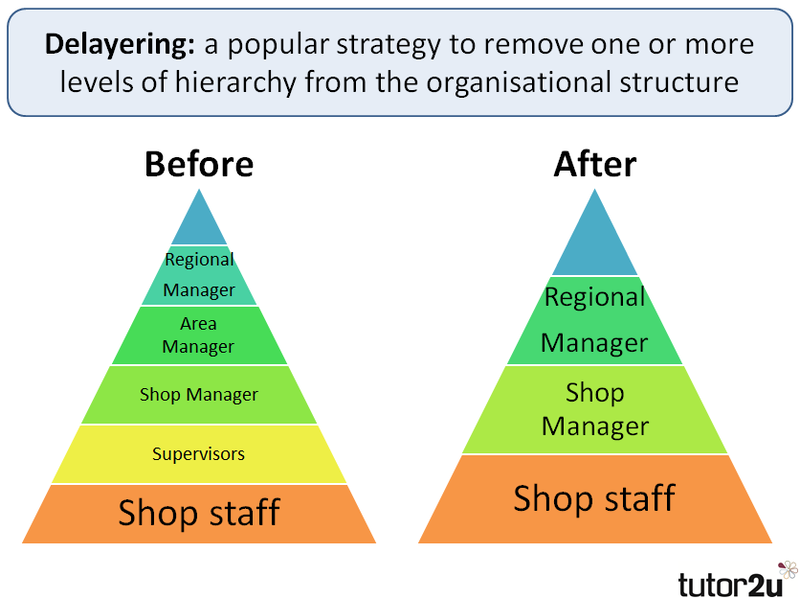 Delayering: a popular strategy to remove one or more
levels of hierarchy from the organisational structure
Before
Regional
Manager
Area
Manager
Shop Manager
Supervisors
Shop staff
After
Regional
Manager
Shop
Manager
Shop staff
tutor2u